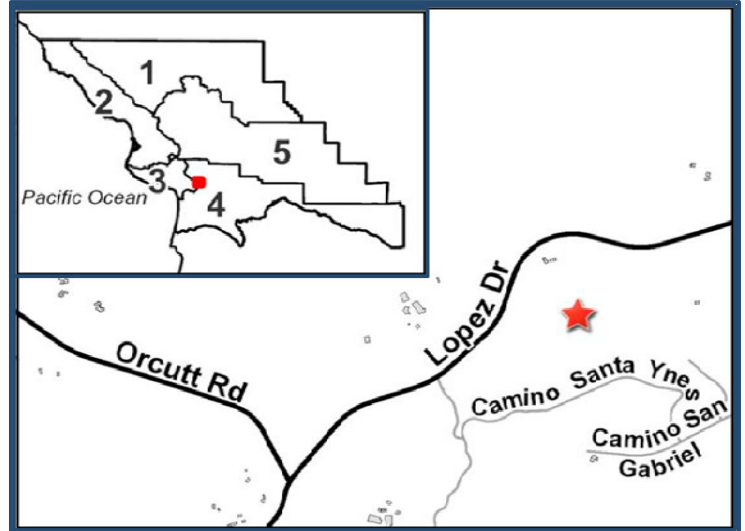 1
2
5
3
4
Pacific Ocean
Lopez Dr
Orcutt Rd
Camino Santa Ynes
Camino San
Gabriel